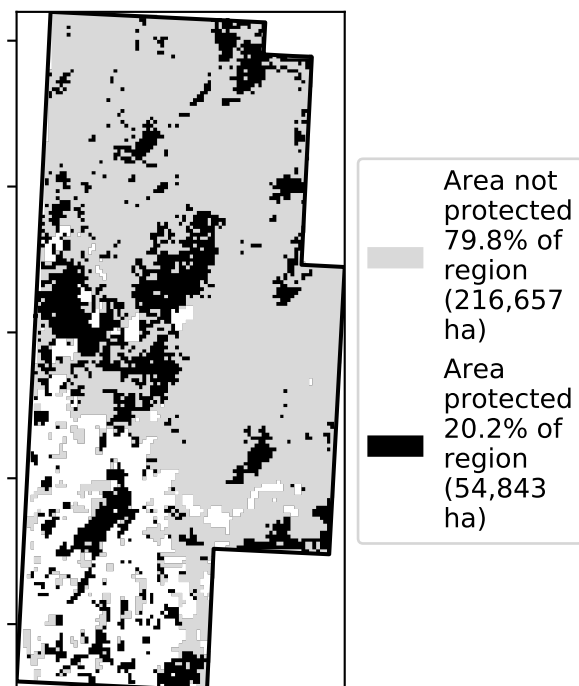 Area not
protected
79.8% of
region
(216,657
ha)
Area
protected
20.2% of
region
(54,843
ha)